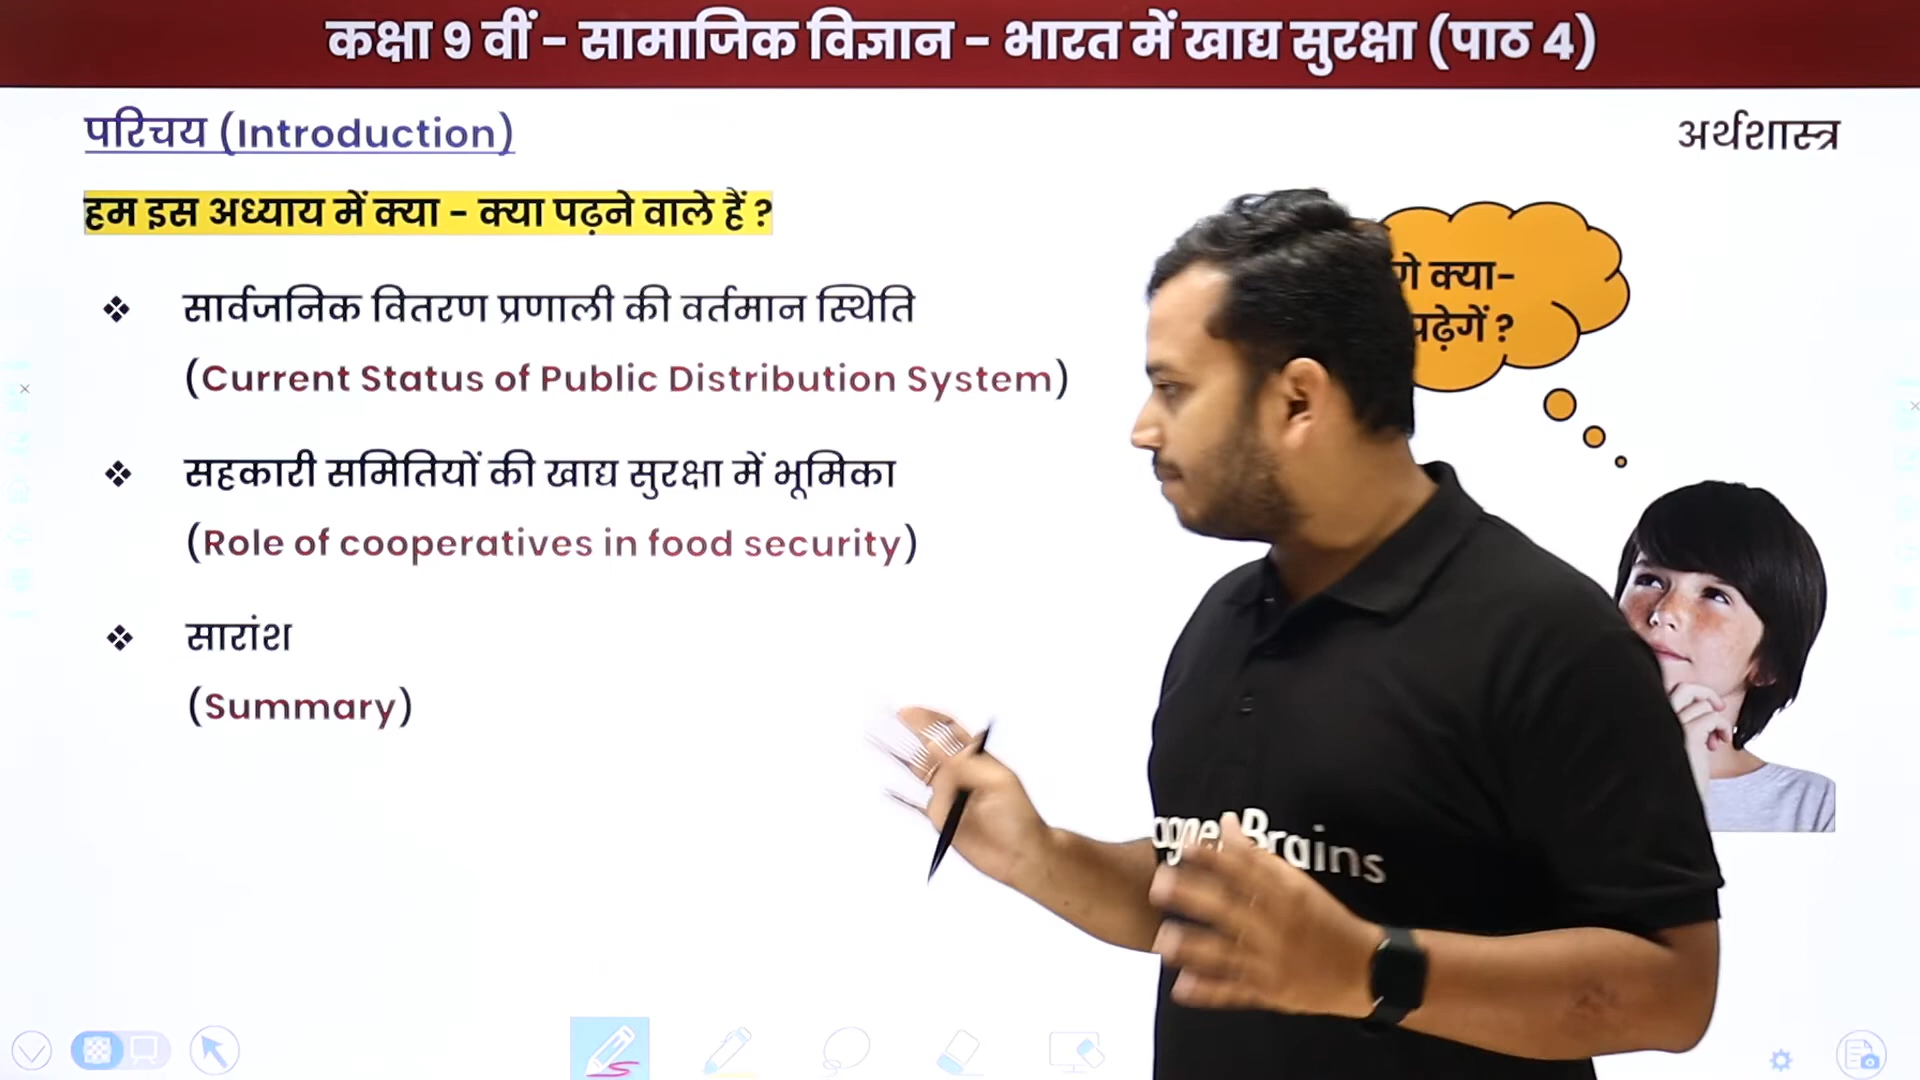 कक्षा 9 वीं - सामाजिक विज्ञान - भारत में खाद्य सुरक्षा (पाठ 4)
परिचय (Introduction)
अर्थशास्त्र
हम इस अध्याय में क्या - क्या पढ़ने वाले हैं ?
क्या-
पढ़ेगें ?
❖ सार्वजनिक वितरण प्रणाली की वर्तमान स्थिति
(Current Status of Public Distribution System)
❖ सहकारी समितियों की खाद्य सुरक्षा में भूमिका
(Role of cooperatives in food security)
❖ सारांश
(Summary)
Brains